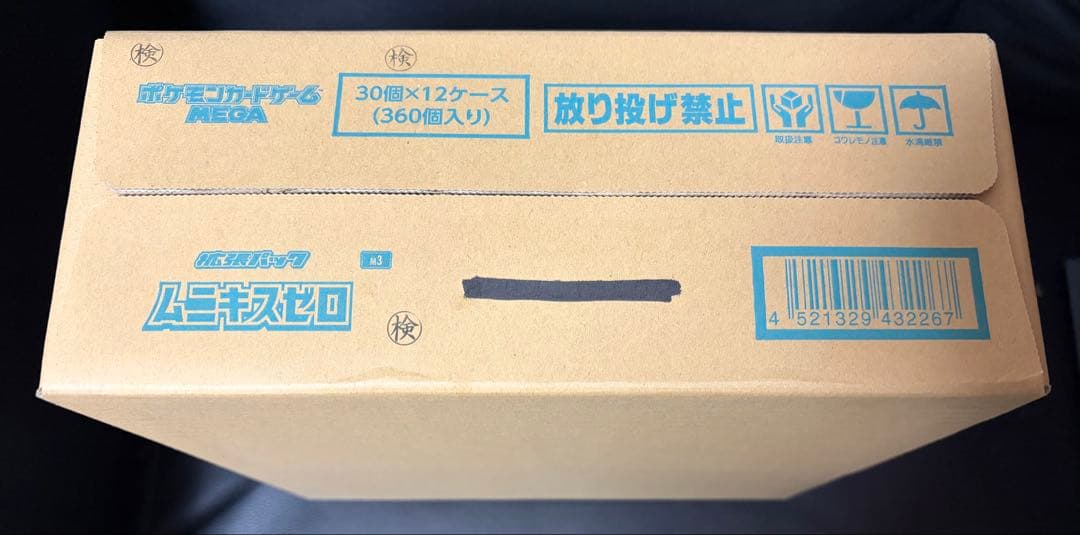 検
検
ポケモンカードゲーム
MEGA
30個×12ケース
(360個入り)
放り投げ禁止
取扱注意
コワレモノ注意
水濡厳禁
拡張パック
M3
ムニキスゼロ
検
4 521329 432267